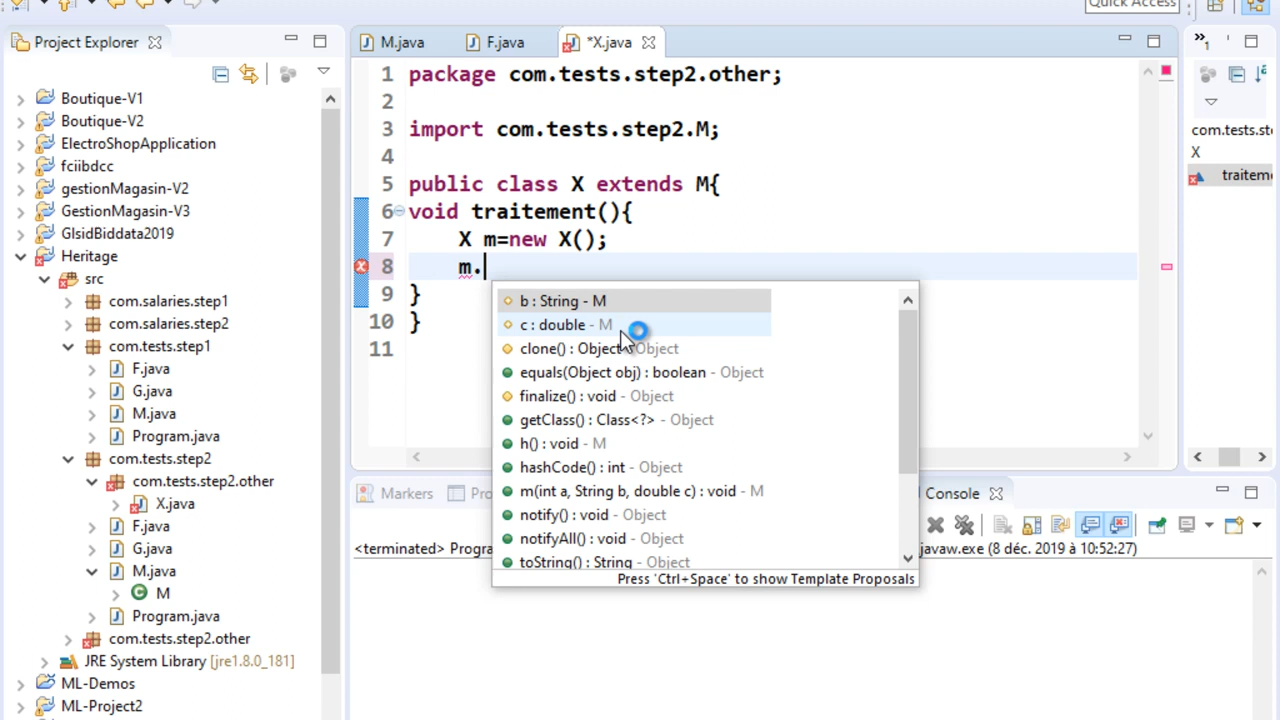 Quick Access
Project Explorer
Boutique-V1
Boutique-V2
ElectroShopApplication
fciibdcc
gestionMagasin-V2
GestionMagasin-V3
GlsidBiddata2019
Heritage
src
com.salaries.step1
com.salaries.step2
com.tests.step1
F.java
G.java
M.java
Program.java
com.tests.step2
com.tests.step2.other
X.java
F.java
G.java
M.java
M
Program.java
com.tests.step2.other
JRE System Library [jre1.8.0_181]
ML-Demos
ML-Project2
M.java
F.java
*X.java
1 package com.tests.step2.other;
2
3 import com.tests.step2.M;
4
5 public class X extends M{
6 void traitement(){
7 X m=new X();
8 m.
9 }
10 }
11
b : String - M
c : double - M
clone() : Object - Object
equals(Object obj) : boolean - Object
finalize() : void - Object
getClass() : Class<?> - Object
h() : void - M
hashCode() : int - Object
m(int a, String b, double c) : void - M
notify() : void - Object
notifyAll() : void - Object
toString() : String - Object
Press 'Ctrl+Space' to show Template Proposals
1
com.tests.st
X
traiteme
Markers
Pro
Console
<terminated> Progra
javaw.exe (8 déc. 2019 à 10:52:27)